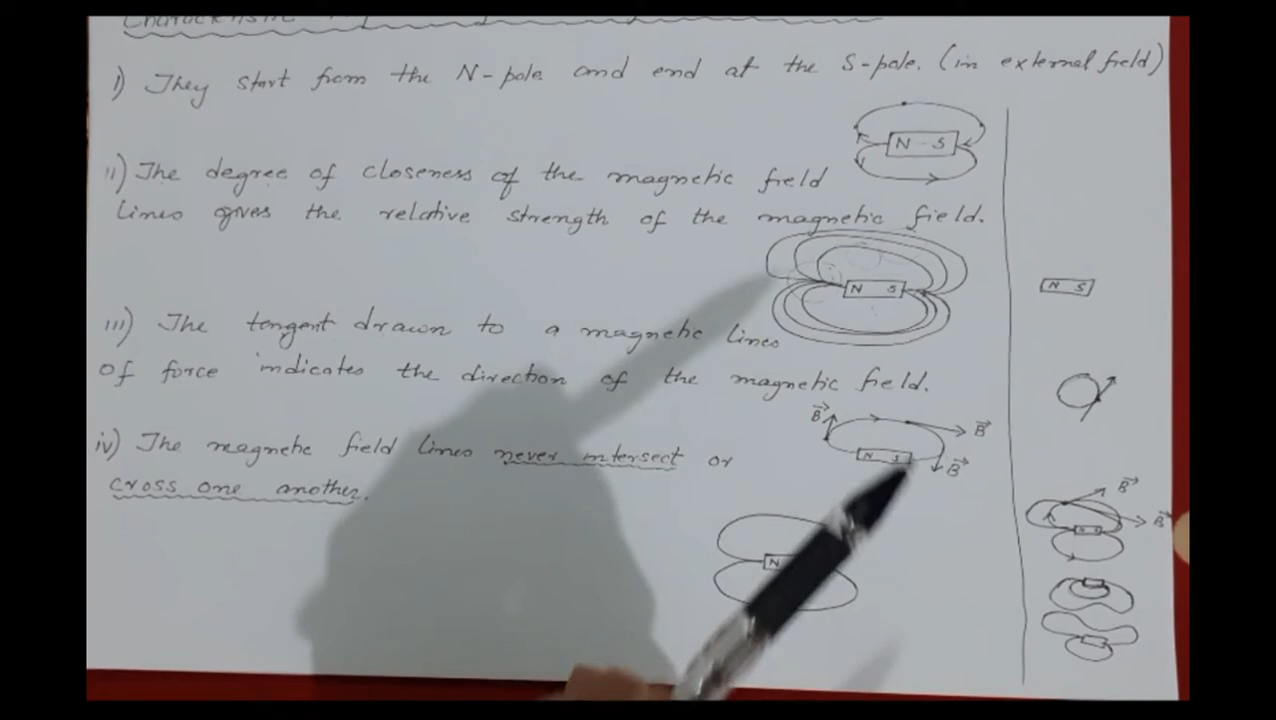 Characteristic
i) They start from the N-pole and end at the S-pole. (in external field)
N S
ii) The degree of closeness of the magnetic field
lines gives the relative strength of the magnetic field.
N S
N S
iii) The tangent drawn to a magnetic lines
of force indicates the direction of the magnetic field.
B B B
N S
iv) The magnetic field lines never intersect or
cross one another.
B
B
N